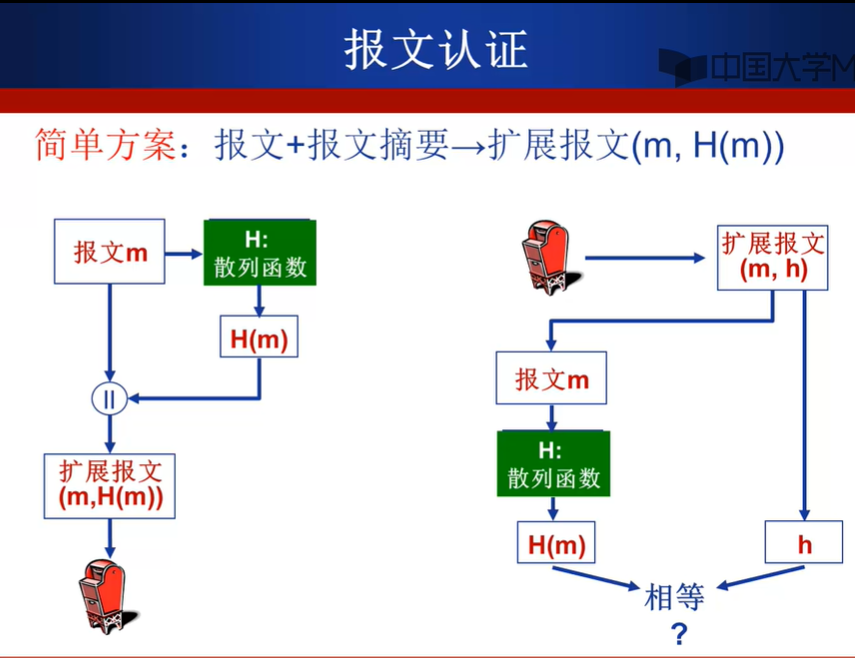 报文认证
中国大学M
简单方案：报文+报文摘要→扩展报文(m, H(m))
报文m
H:
散列函数
H(m)
||
扩展报文
(m,H(m))
扩展报文
(m, h)
报文m
H:
散列函数
H(m)
h
相等
?